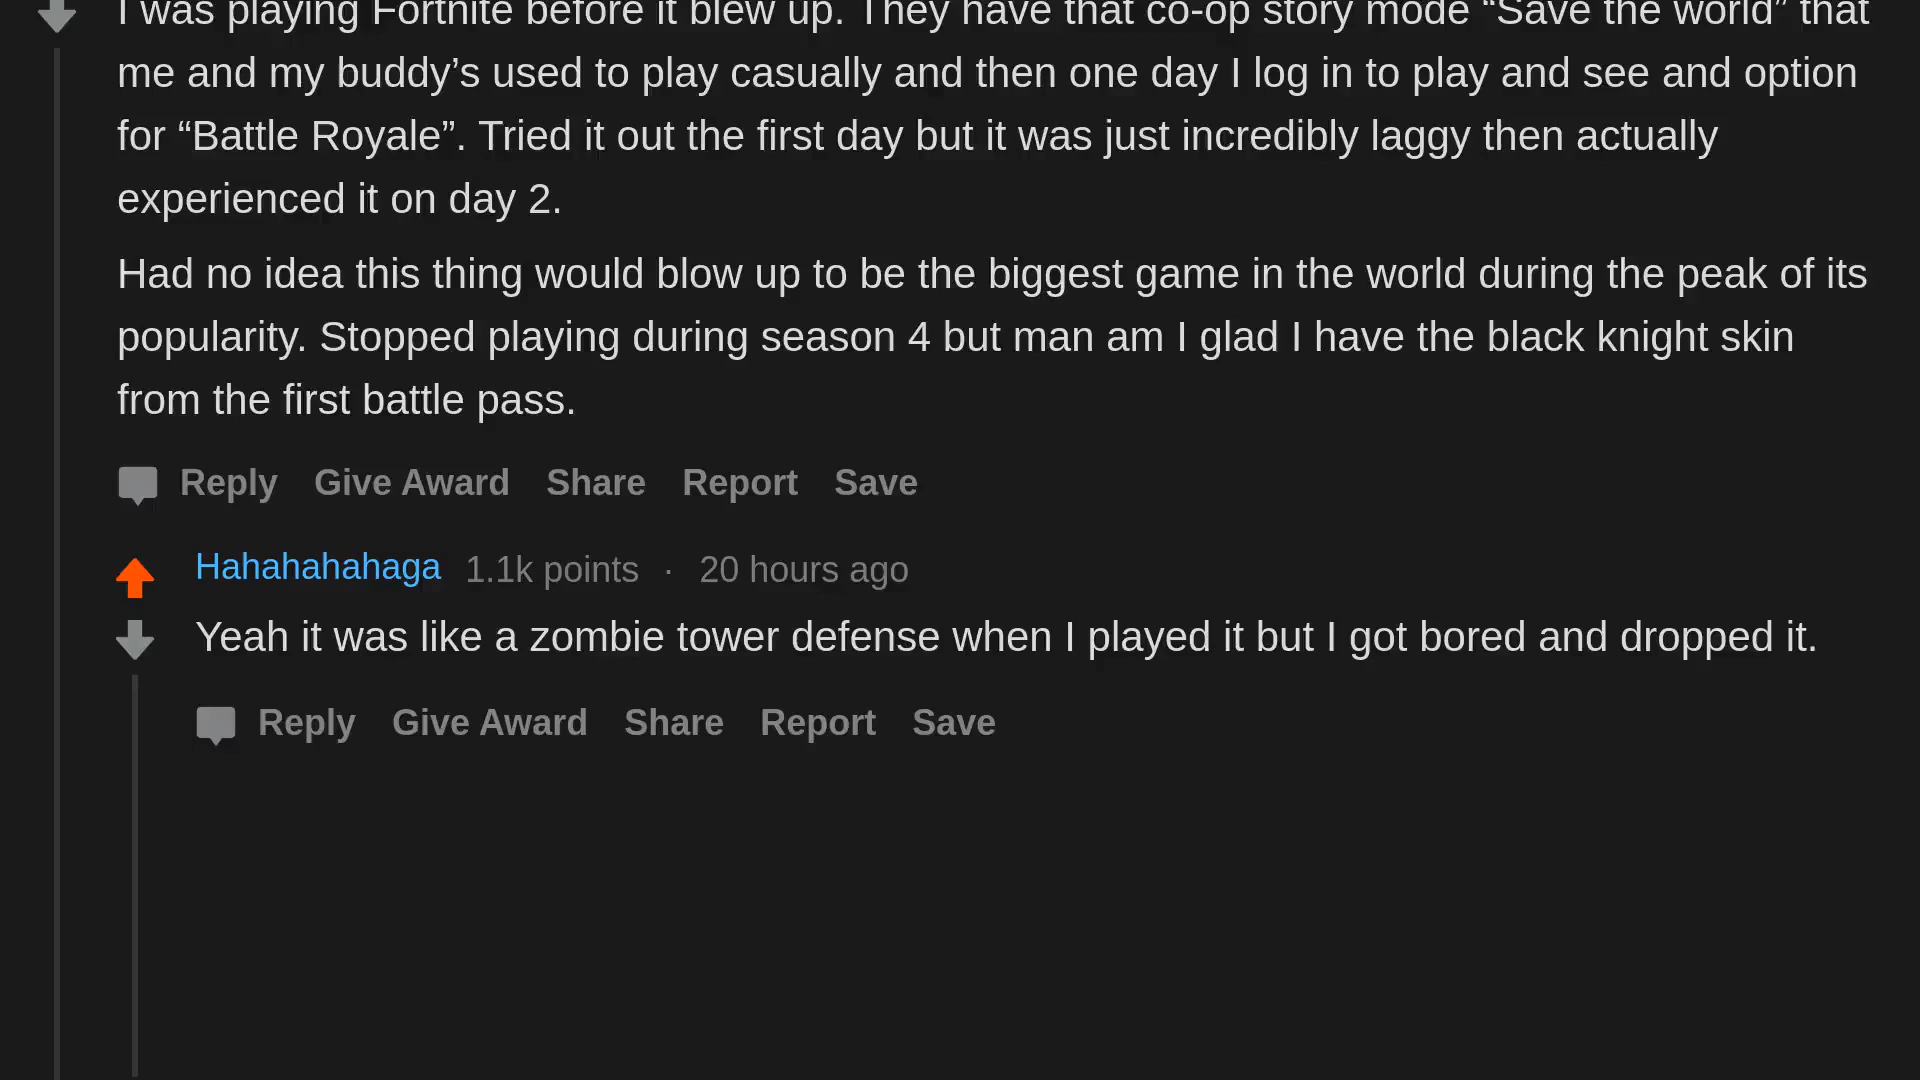 I was playing Fortnite before it blew up. They have that co-op story mode “Save the world” that
me and my buddy’s used to play casually and then one day I log in to play and see and option
for “Battle Royale”. Tried it out the first day but it was just incredibly laggy then actually
experienced it on day 2.
Had no idea this thing would blow up to be the biggest game in the world during the peak of its
popularity. Stopped playing during season 4 but man am I glad I have the black knight skin
from the first battle pass.
Reply Give Award Share Report Save
Hahahahahaga 1.1k points · 20 hours ago
Yeah it was like a zombie tower defense when I played it but I got bored and dropped it.
Reply Give Award Share Report Save